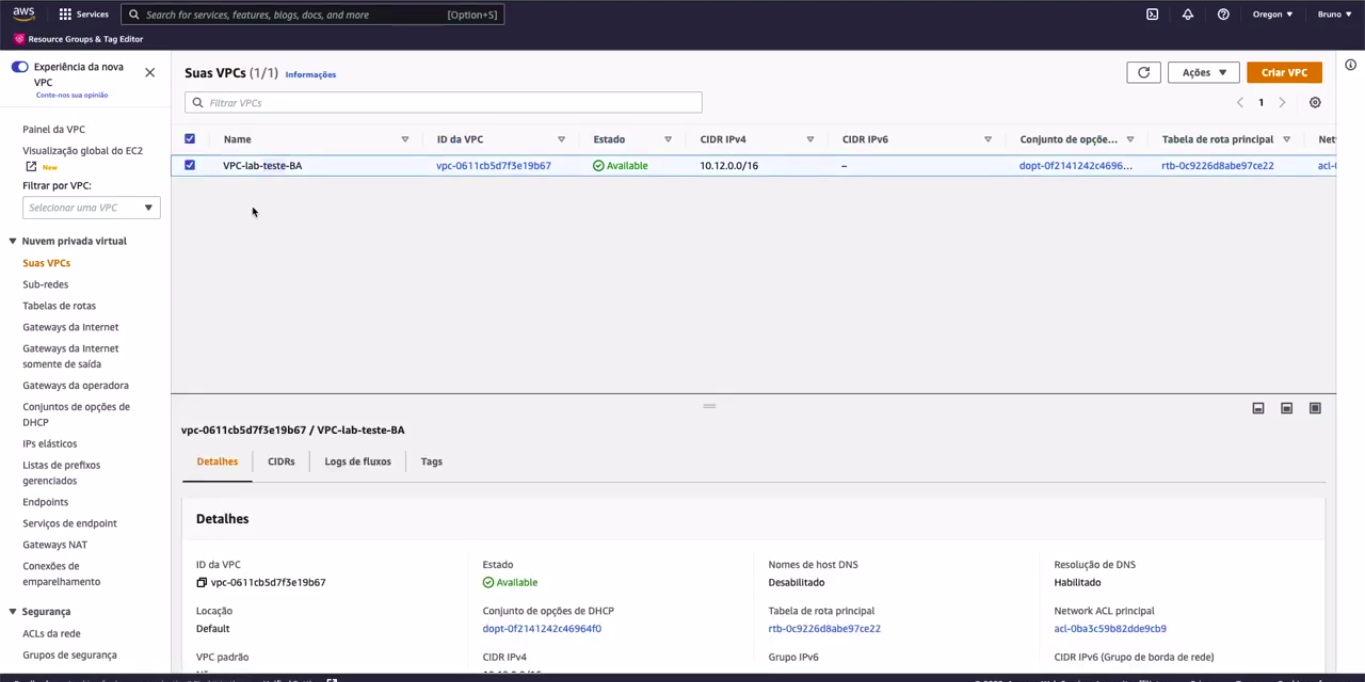 aws
Services
Search for services, features, blogs, docs, and more
[Option+S]
Oregon
Bruno
Resource Groups & Tag Editor
Experiência da nova
VPC
Conte-nos sua opinião
Painel da VPC
Visualização global do EC2
New
Filtrar por VPC:
Selecionar uma VPC
Nuvem privada virtual
Suas VPCs
Sub-redes
Tabelas de rotas
Gateways da Internet
Gateways da Internet
somente de saída
Gateways da operadora
Conjuntos de opções de
DHCP
IPs elásticos
Listas de prefixos
gerenciados
Endpoints
Serviços de endpoint
Gateways NAT
Conexões de
emparelhamento
Segurança
ACLs da rede
Grupos de segurança
Suas VPCs (1/1) Informações
Ações
Criar VPC
Filtrar VPCs
1
Name ID da VPC Estado CIDR IPv4 CIDR IPv6 Conjunto de opçõe... Tabela de rota principal Net
VPC-lab-teste-BA vpc-0611cb5d7f3e19b67 Available 10.12.0.0/16 – dopt-0f2141242c4696... rtb-0c9226d8abe97ce22 acl-
vpc-0611cb5d7f3e19b67 / VPC-lab-teste-BA
Detalhes CIDRs Logs de fluxos Tags
Detalhes
ID da VPC
vpc-0611cb5d7f3e19b67
Estado
Available
Nomes de host DNS
Desabilitado
Resolução de DNS
Habilitado
Locação
Default
Conjunto de opções de DHCP
dopt-0f2141242c46964f0
Tabela de rota principal
rtb-0c9226d8abe97ce22
Network ACL principal
acl-0ba3c59b82dde9cb9
VPC padrão
CIDR IPv4
Grupo IPv6
CIDR IPv6 (Grupo de borda de rede)